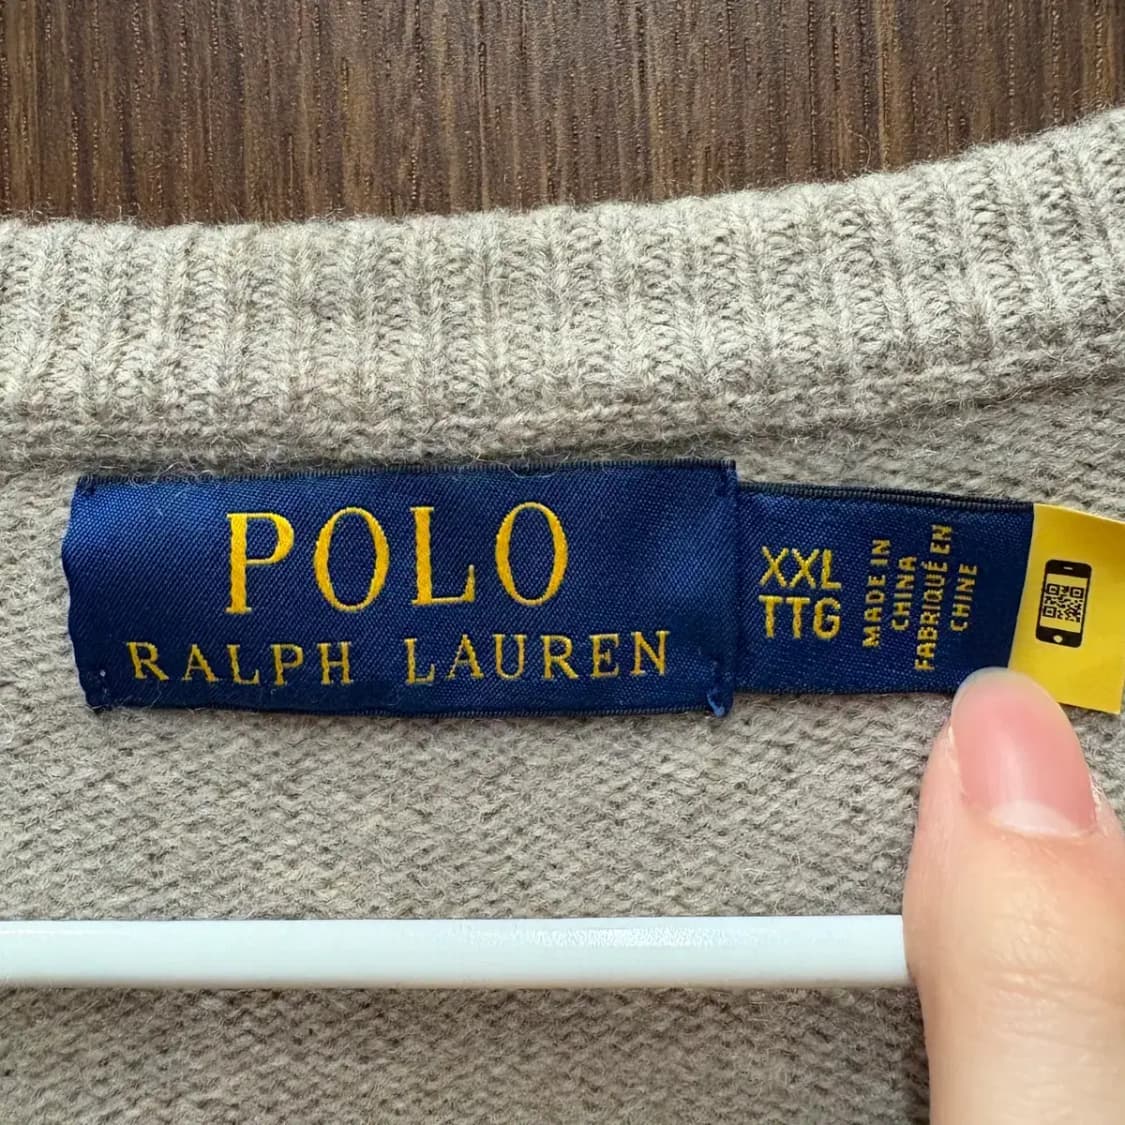 POLO
RALPH LAUREN
XXL
TTG
MADE IN
CHINA
FABRIQUÉ EN
CHINE